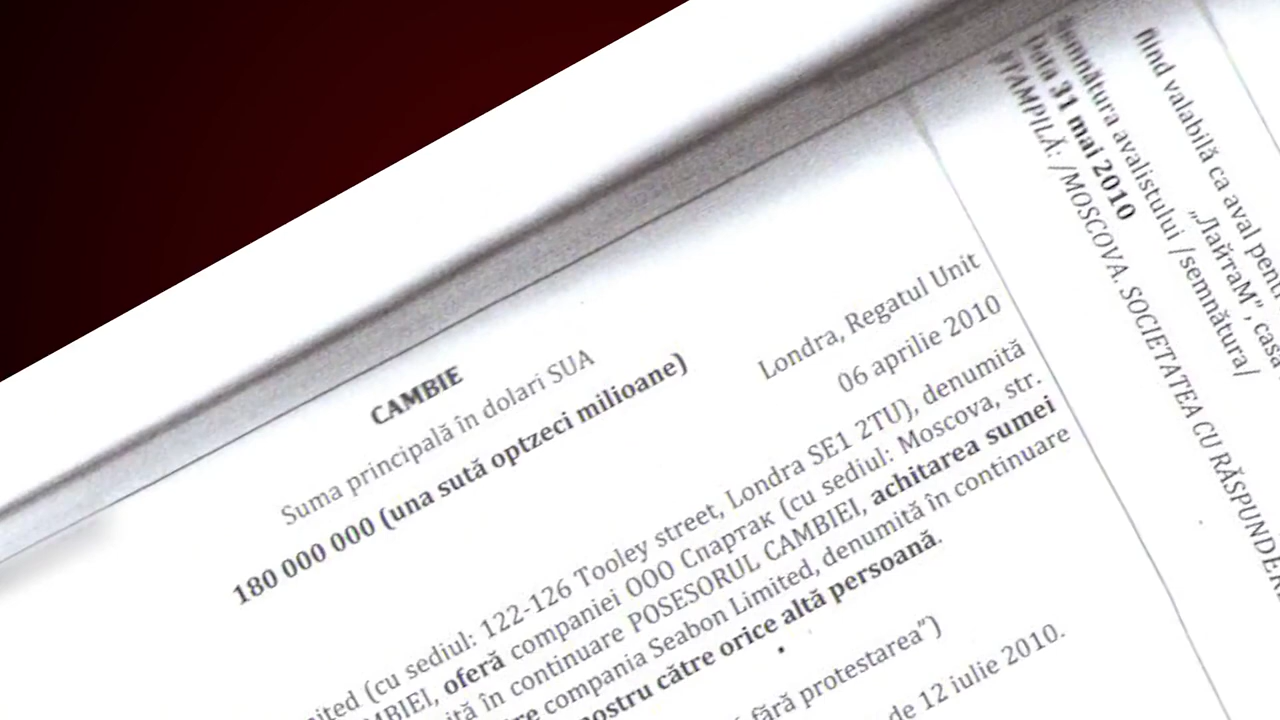 CAMBIE
Suma principală în dolari SUA
180 000 000 (una sută optzeci milioane)
Londra, Regatul Unit
06 aprilie 2010
(cu sediul: 122-126 Tooley street, Londra SE1 2TU), denumită
oferă companiei ООО Спартак (cu sediul: Moscova, str.
în continuare POSESORUL CAMBIEI, achitarea sumei
compania Seabon Limited, denumită în continuare
nostru către orice altă persoană.
fără protestarea”)
de 12 iulie 2010.
fiind valabilă ca aval
„ЛайтаМ”, casa
semnătura avalistului /semnătura/
Data 31 mai 2010
ȘTAMPILĂ: /MOSCOVA. SOCIETATEA CU